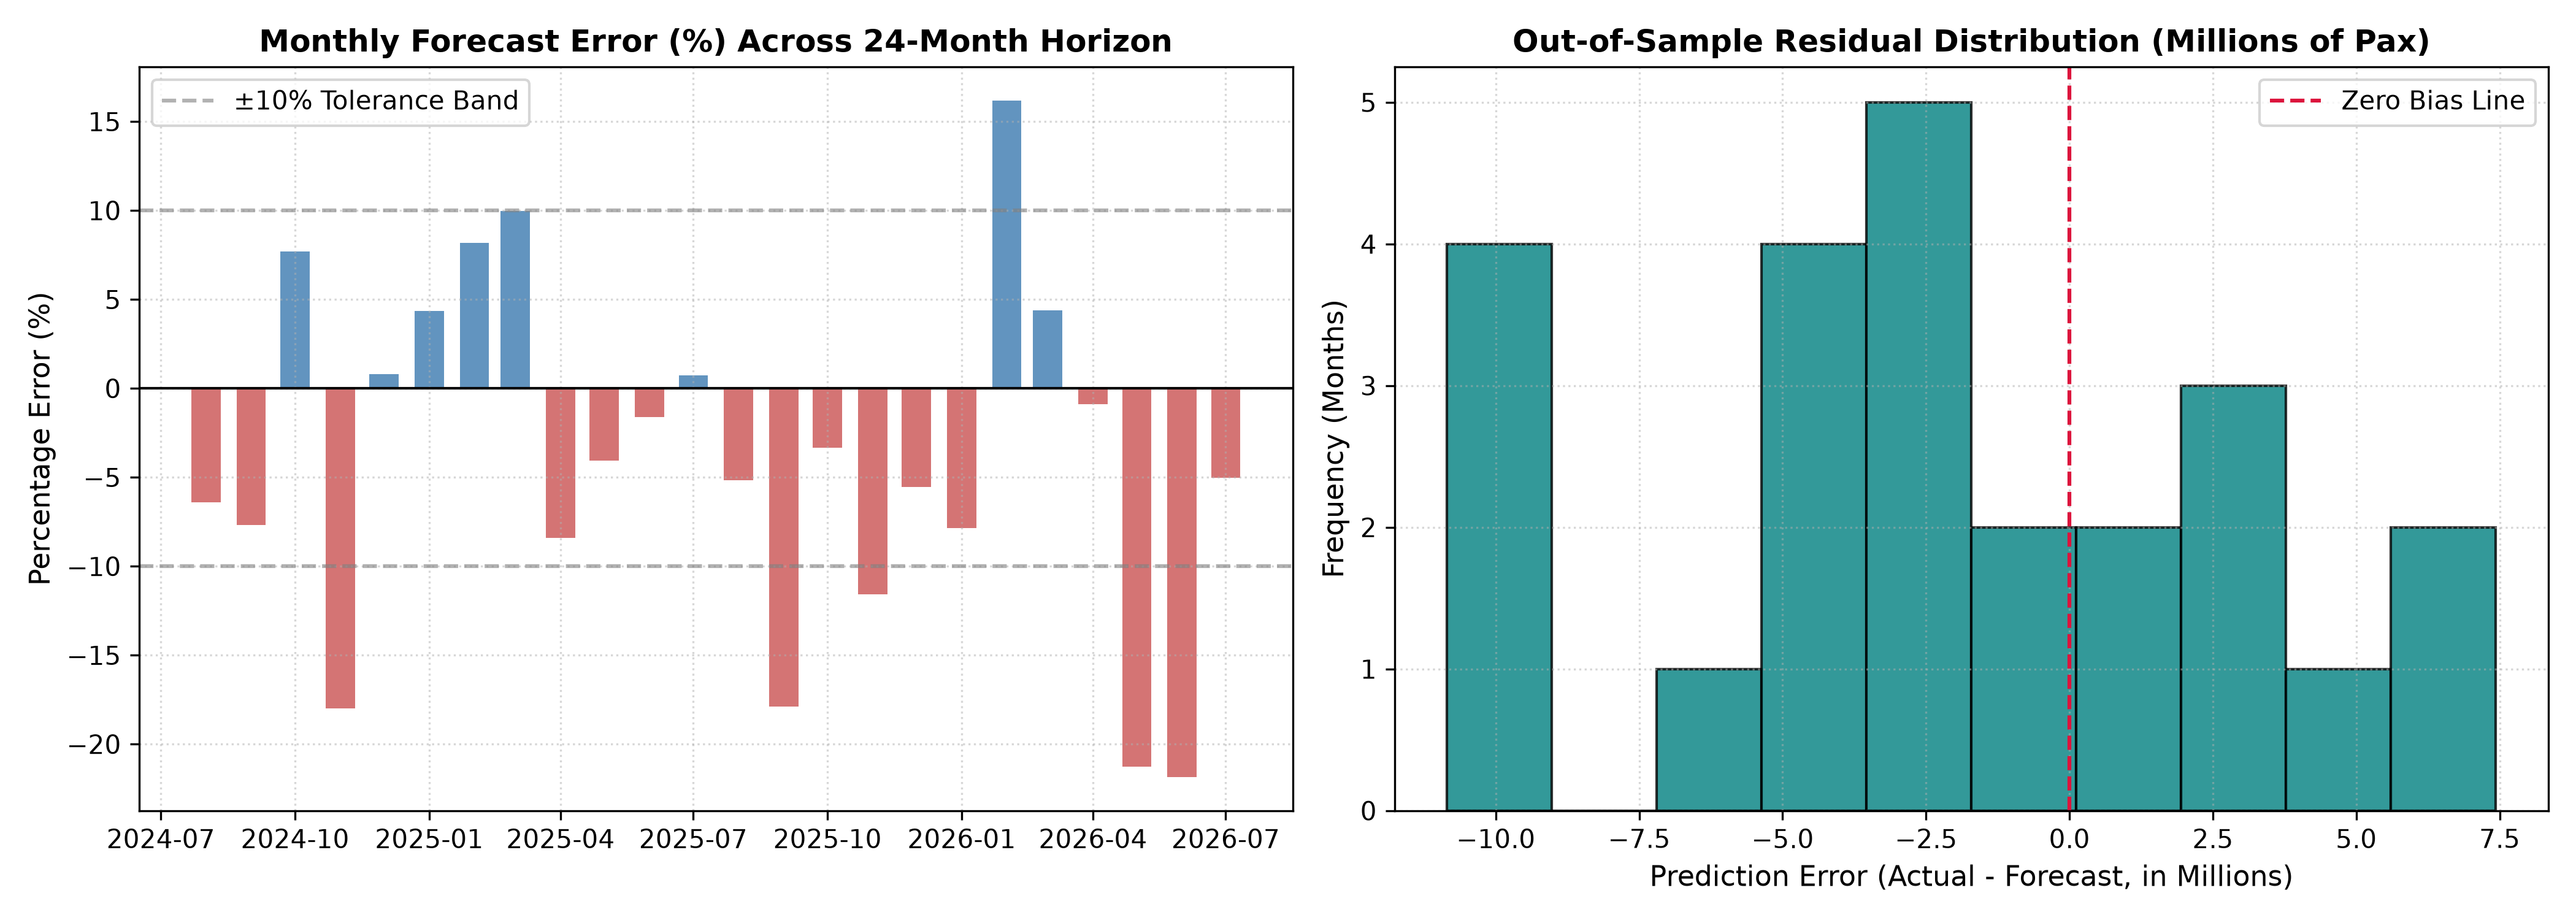 Monthly Forecast Error (%) Across 24-Month Horizon
±10% Tolerance Band
Percentage Error (%)
15
10
5
0
−5
−10
−15
−20
2024-07 2024-10 2025-01 2025-04 2025-07 2025-10 2026-01 2026-04 2026-07
Out-of-Sample Residual Distribution (Millions of Pax)
Zero Bias Line
Frequency (Months)
5
4
3
2
1
0
−10.0 −7.5 −5.0 −2.5 0.0 2.5 5.0 7.5
Prediction Error (Actual - Forecast, in Millions)